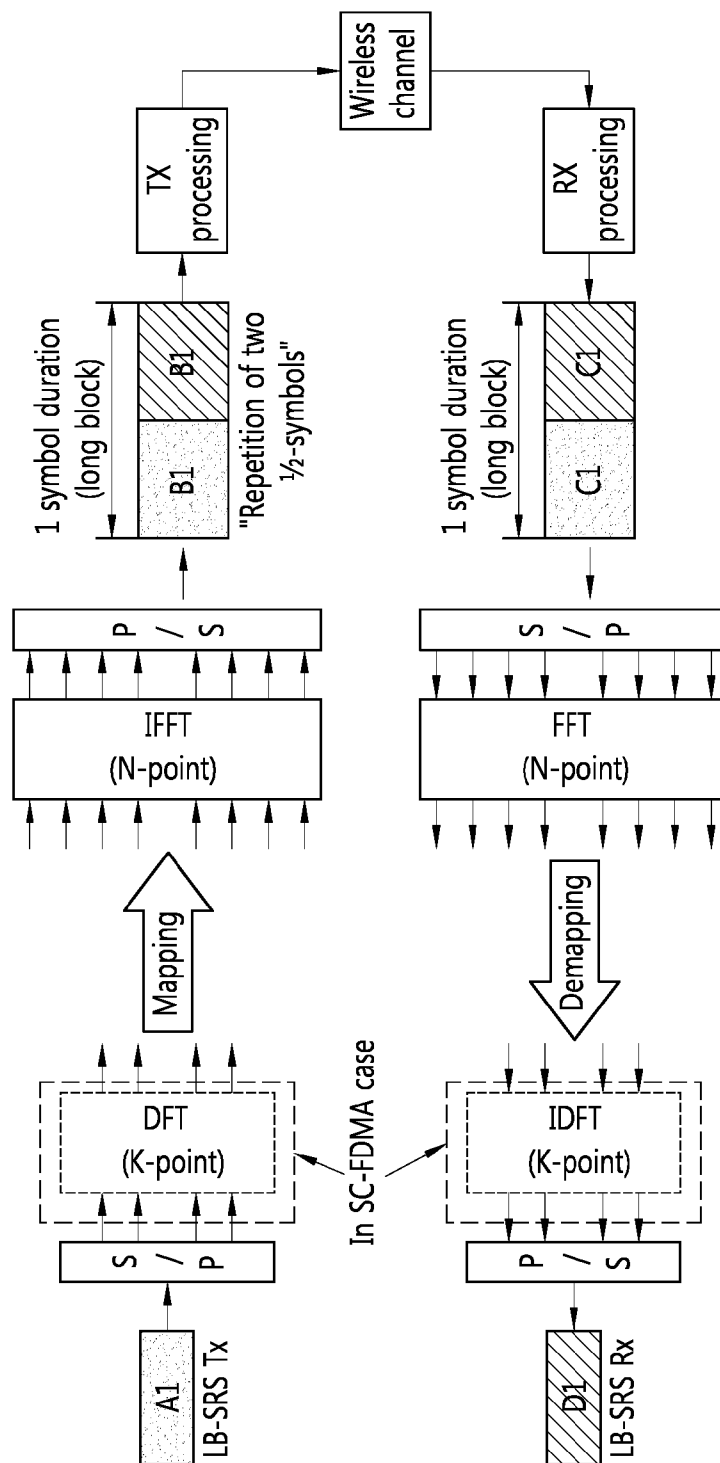 A1
LB-SRS Tx
S / P
DFT
(K-point)
Mapping
IFFT
(N-point)
P / S
1 symbol duration
(long block)
B1
B1
"Repetition of two
½-symbols"
TX
processing
Wireless
channel
RX
processing
1 symbol duration
(long block)
C1
C1
S / P
FFT
(N-point)
Demapping
IDFT
(K-point)
In SC-FDMA case
P / S
D1
LB-SRS Rx